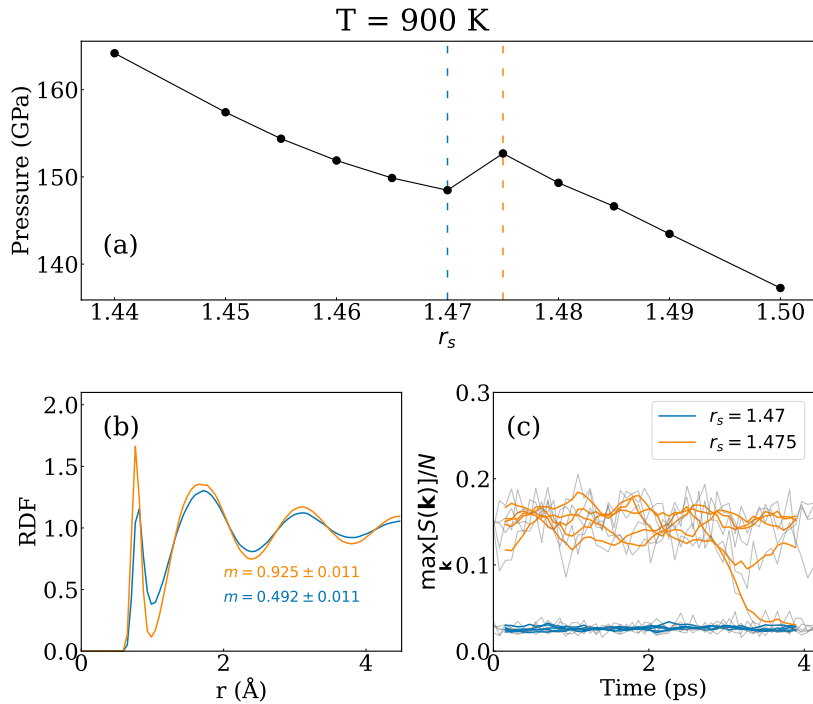 T = 900 K
Pressure (GPa)
160
150
140
(a)
1.44 1.45 1.46 1.47 1.48 1.49 1.50
r_s
RDF
2.0
1.5
1.0
0.5
0.0
(b)
m = 0.925 ± 0.011
m = 0.492 ± 0.011
0 2 4
r (Å)
max[S(k)]/N
k
0.3
0.2
0.1
0.0
(c)
r_s = 1.47
r_s = 1.475
0 2 4
Time (ps)